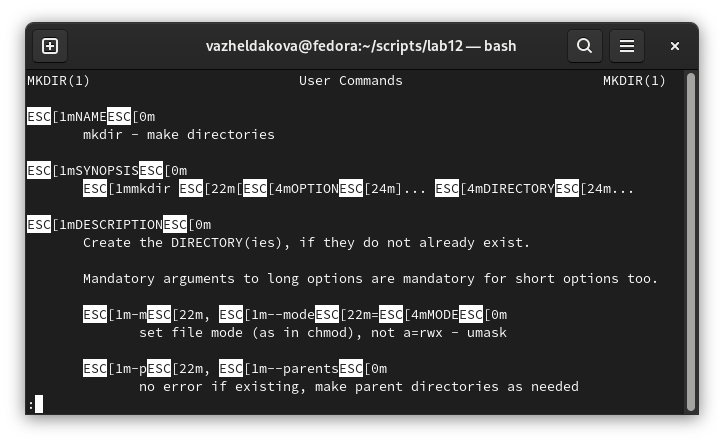 vazheldakova@fedora:~/scripts/lab12 — bash
MKDIR(1) User Commands MKDIR(1)
ESC[1mNAMEESC[0m
mkdir - make directories
ESC[1mSYNOPSISESC[0m
ESC[1mmkdir ESC[22m[ESC[4mOPTIONESC[24m]... ESC[4mDIRECTORYESC[24m...
ESC[1mDESCRIPTIONESC[0m
Create the DIRECTORY(ies), if they do not already exist.
Mandatory arguments to long options are mandatory for short options too.
ESC[1m-mESC[22m, ESC[1m--modeESC[22m=ESC[4mMODEESC[0m
set file mode (as in chmod), not a=rwx - umask
ESC[1m-pESC[22m, ESC[1m--parentsESC[0m
no error if existing, make parent directories as needed
: